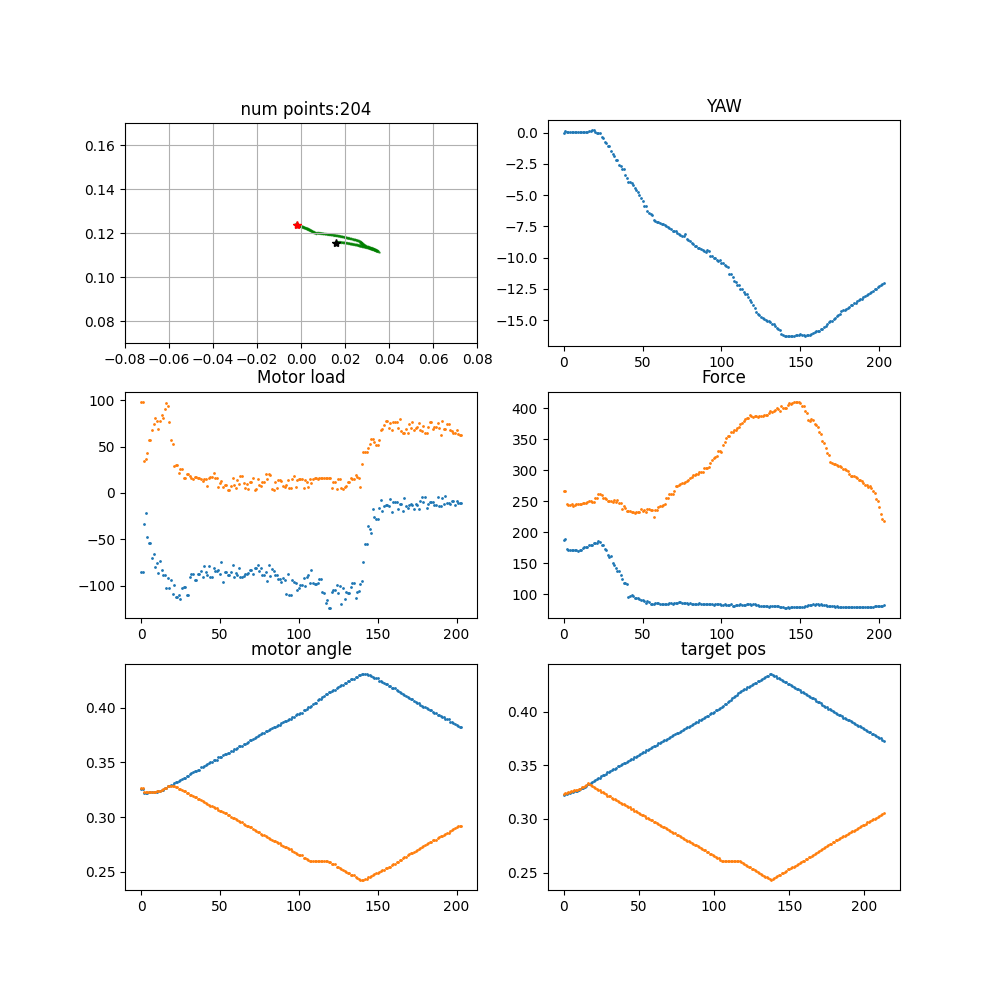 num points:204
0.16
0.14
0.12
0.10
0.08
−0.08 −0.06 −0.04 −0.02 0.00 0.02 0.04 0.06 0.08
YAW
0.0
−2.5
−5.0
−7.5
−10.0
−12.5
−15.0
0 50 100 150 200
Motor load
100
50
0
−50
−100
0 50 100 150 200
Force
400
350
300
250
200
150
100
0 50 100 150 200
motor angle
0.40
0.35
0.30
0.25
0 50 100 150 200
target pos
0.40
0.35
0.30
0.25
0 50 100 150 200